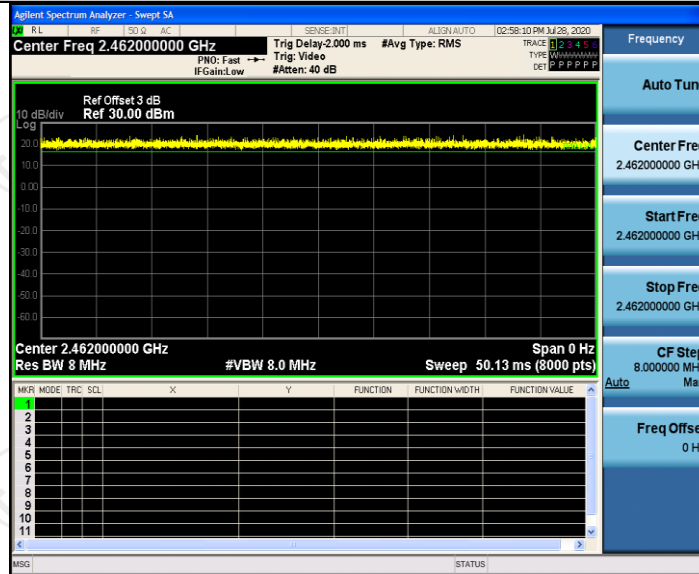 Agilent Spectrum Analyzer - Swept SA
RL RF 50 Ω AC SENSE:INT ALIGN AUTO 02:58:10 PM Jul 28, 2020
Center Freq 2.462000000 GHz Trig Delay-2.000 ms #Avg Type: RMS TRACE 1 2 3 4 5 6
PNO: Fast Trig: Video TYPE
IFGain:Low #Atten: 40 dB DET P P P P P P
Ref Offset 3 dB
10 dB/div Ref 30.00 dBm
Log
20.0
10.0
0.00
-10.0
-20.0
-30.0
-40.0
-50.0
-60.0
Center 2.462000000 GHz Span 0 Hz
Res BW 8 MHz #VBW 8.0 MHz Sweep 50.13 ms (8000 pts)
MKR MODE TRC SCL X Y FUNCTION FUNCTION WIDTH FUNCTION VALUE
1
2
3
4
5
6
7
8
9
10
11
MSG STATUS
Frequency
Auto Tun
Center Fre
2.462000000 GH
Start Fre
2.462000000 GH
Stop Fre
2.462000000 GH
CF Step
8.000000 MH
Auto Ma
Freq Offse
0 H